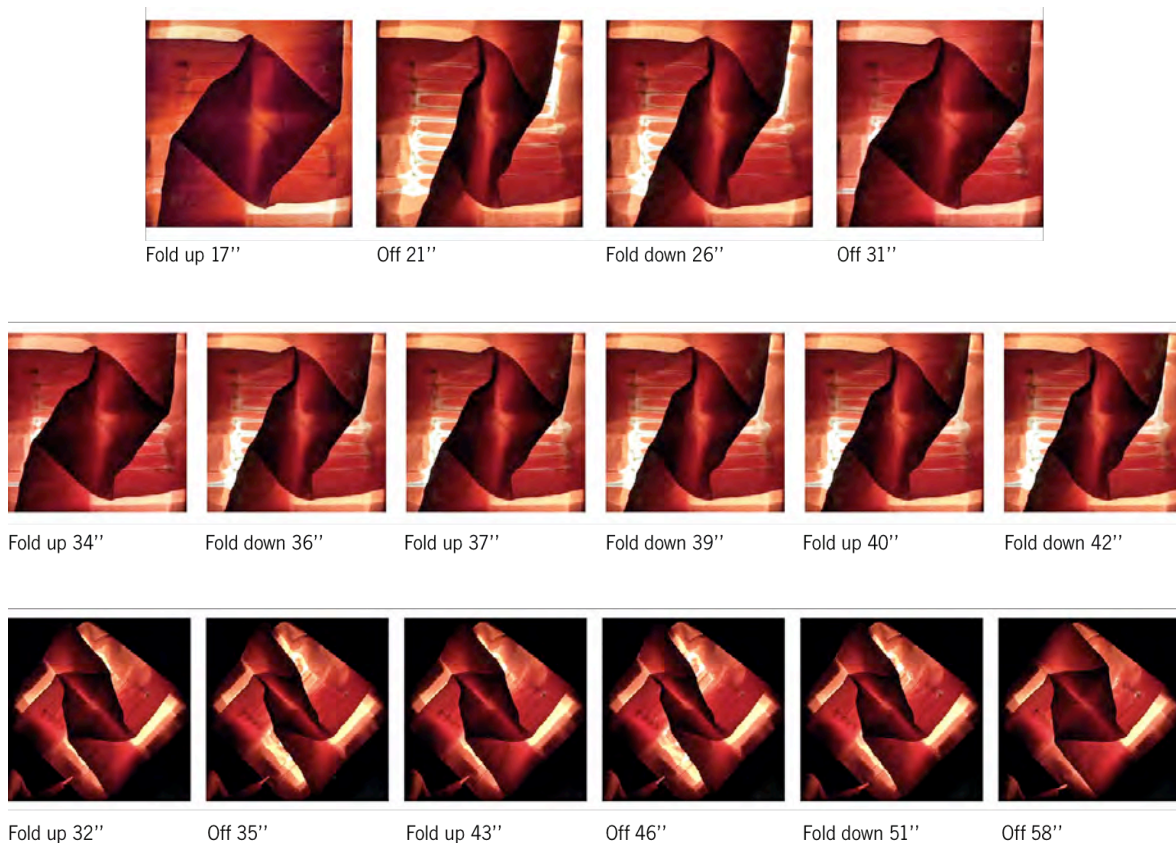 Fold up 17’’ Off 21’’ Fold down 26’’ Off 31’’
Fold up 34’’ Fold down 36’’ Fold up 37’’ Fold down 39’’ Fold up 40’’ Fold down 42’’
Fold up 32’’ Off 35’’ Fold up 43’’ Off 46’’ Fold down 51’’ Off 58’’